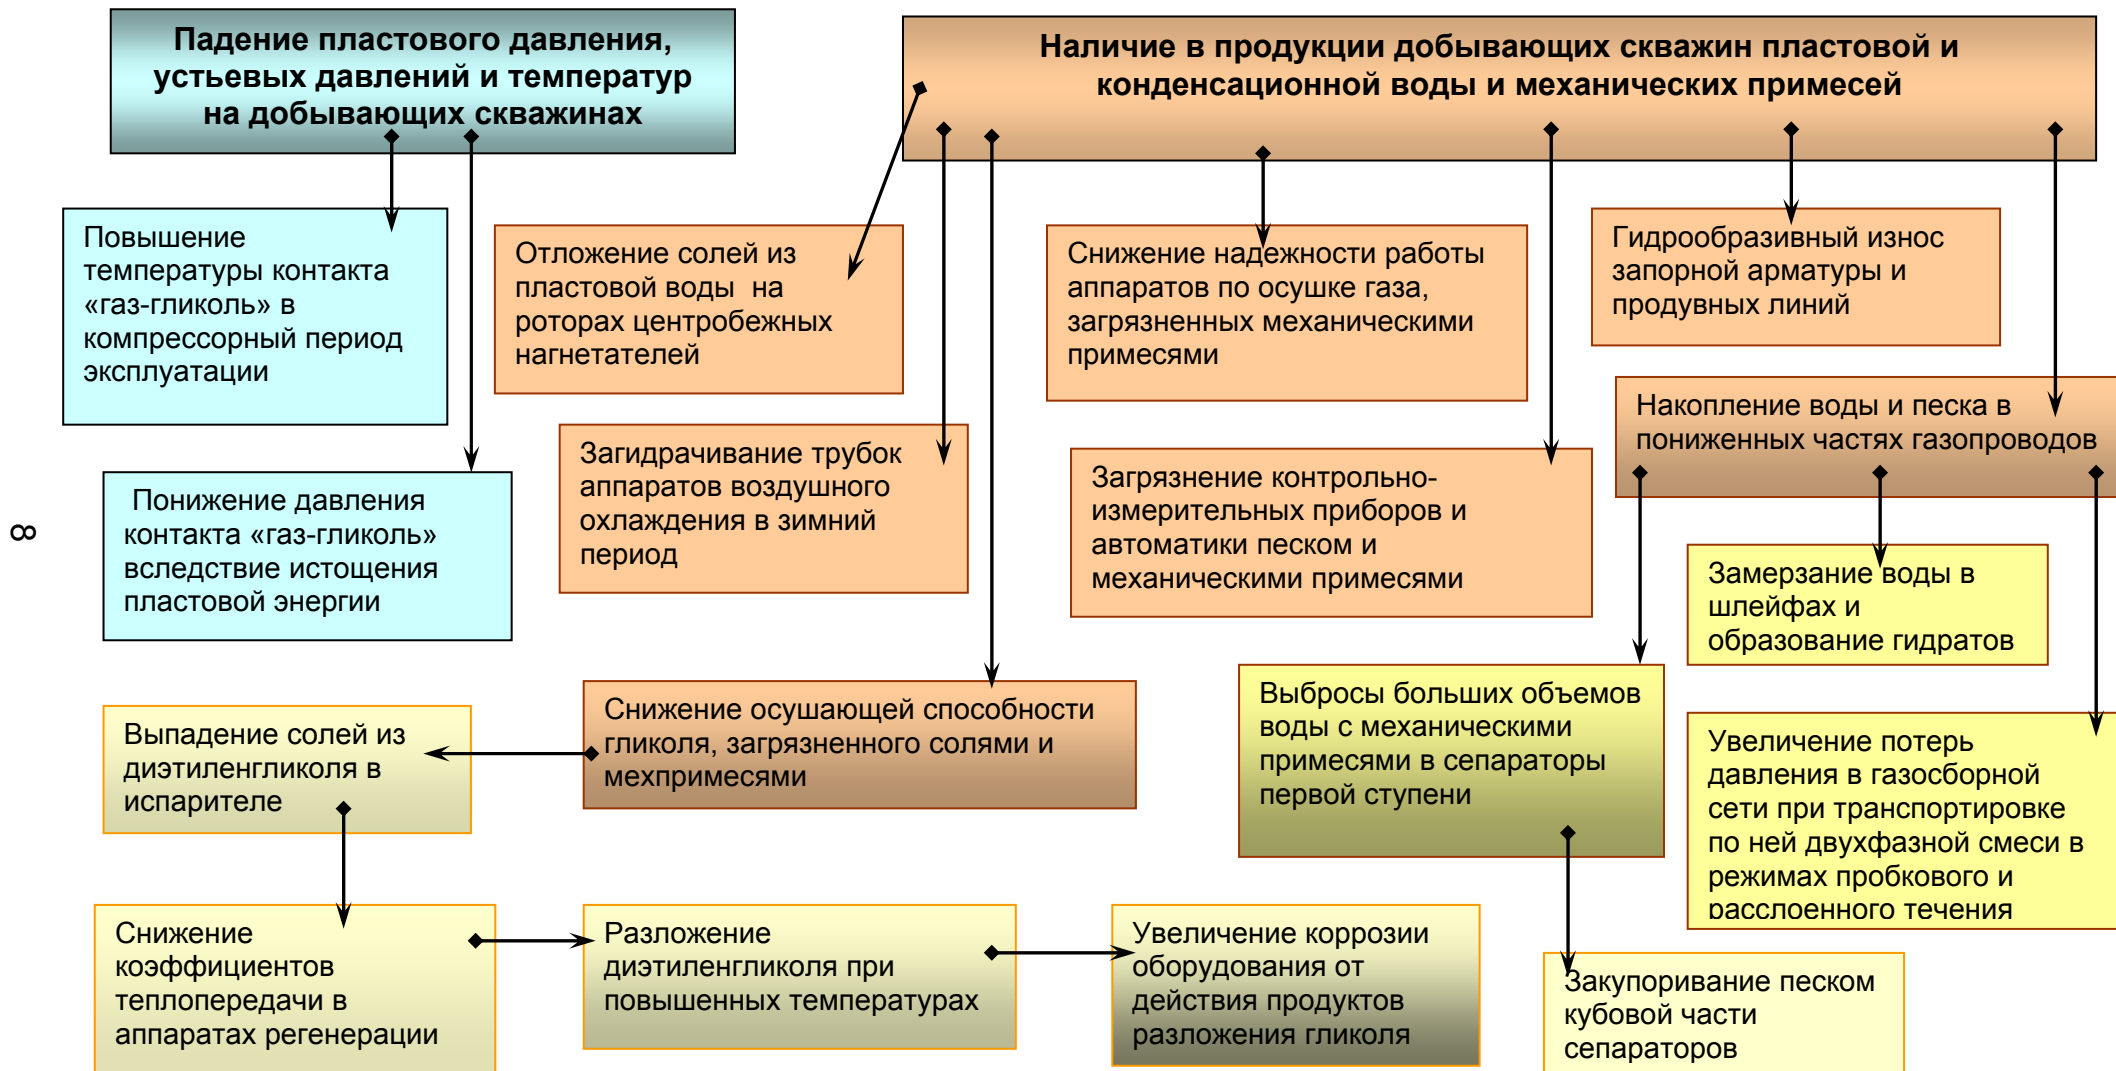 Падение пластового давления,
устьевых давлений и температур
на добывающих скважинах
Наличие в продукции добывающих скважин пластовой и
конденсационной воды и механических примесей
Повышение
температуры контакта
«газ-гликоль» в
компрессорный период
эксплуатации
Отложение солей из
пластовой воды на
роторах центробежных
нагнетателей
Снижение надежности работы
аппаратов по осушке газа,
загрязненных механическими
примесями
Гидрообразивный износ
запорной арматуры и
продувных линий
Накопление воды и песка в
пониженных частях газопроводов
Загидрачивание трубок
аппаратов воздушного
охлаждения в зимний
период
Загрязнение контрольно-
измерительных приборов и
автоматики песком и
механическими примесями
Понижение давления
контакта «газ-гликоль»
вследствие истощения
пластовой энергии
8
Замерзание воды в
шлейфах и
образование гидратов
Выпадение солей из
диэтиленгликоля в
испарителе
Снижение осушающей способности
гликоля, загрязненного солями и
мехпримесями
Выбросы больших объемов
воды с механическими
примесями в сепараторы
первой ступени
Увеличение потерь
давления в газосборной
сети при транспортировке
по ней двухфазной смеси в
режимах пробкового и
расслоенного течения
Снижение
коэффициентов
теплопередачи в
аппаратах регенерации
Разложение
диэтиленгликоля при
повышенных температурах
Увеличение коррозии
оборудования от
действия продуктов
разложения гликоля
Закупоривание песком
кубовой части
сепараторов